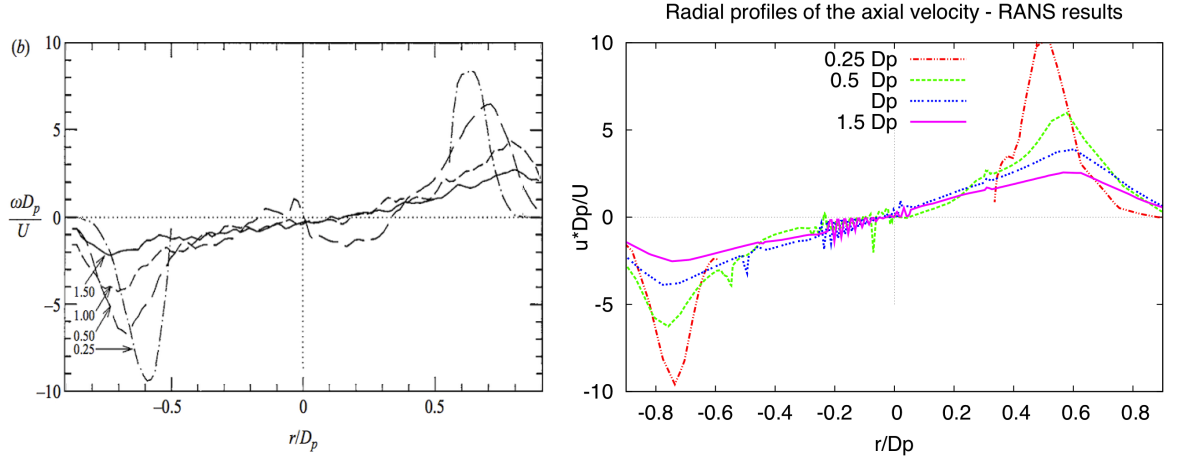 (b)
10
5
0
−5
−10
ωDp
U
1.50
1.00
0.50
0.25
−0.5
0
0.5
r/Dp
Radial profiles of the axial velocity - RANS results
10
5
0
-5
-10
u*Dp/U
0.25 Dp
0.5 Dp
Dp
1.5 Dp
-0.8 -0.6 -0.4 -0.2 0 0.2 0.4 0.6 0.8
r/Dp